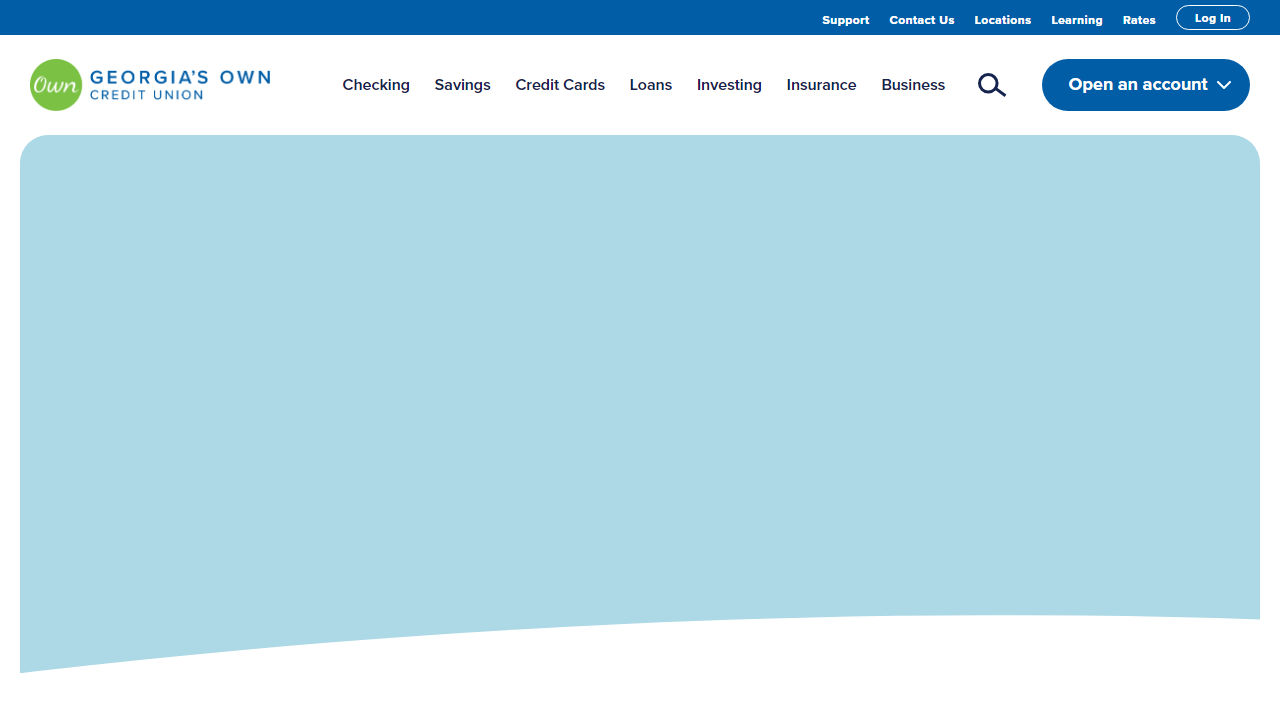 Support Contact Us Locations Learning Rates Log In
Own GEORGIA'S OWN
CREDIT UNION
Checking Savings Credit Cards Loans Investing Insurance Business Open an account